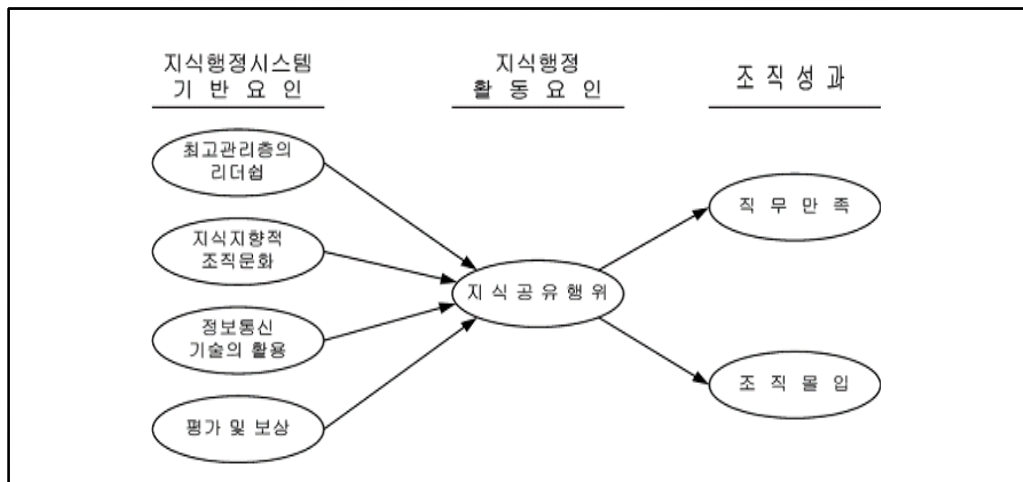 지식행정시스템
기 반 요 인
지식행정
활 동 요 인
조 직 성 과
최고관리층의
리더쉽
지식지향적
조직문화
정보통신
기술의 활용
평가 및 보상
지 식 공 유 행 위
직 무 만 족
조 직 몰 입